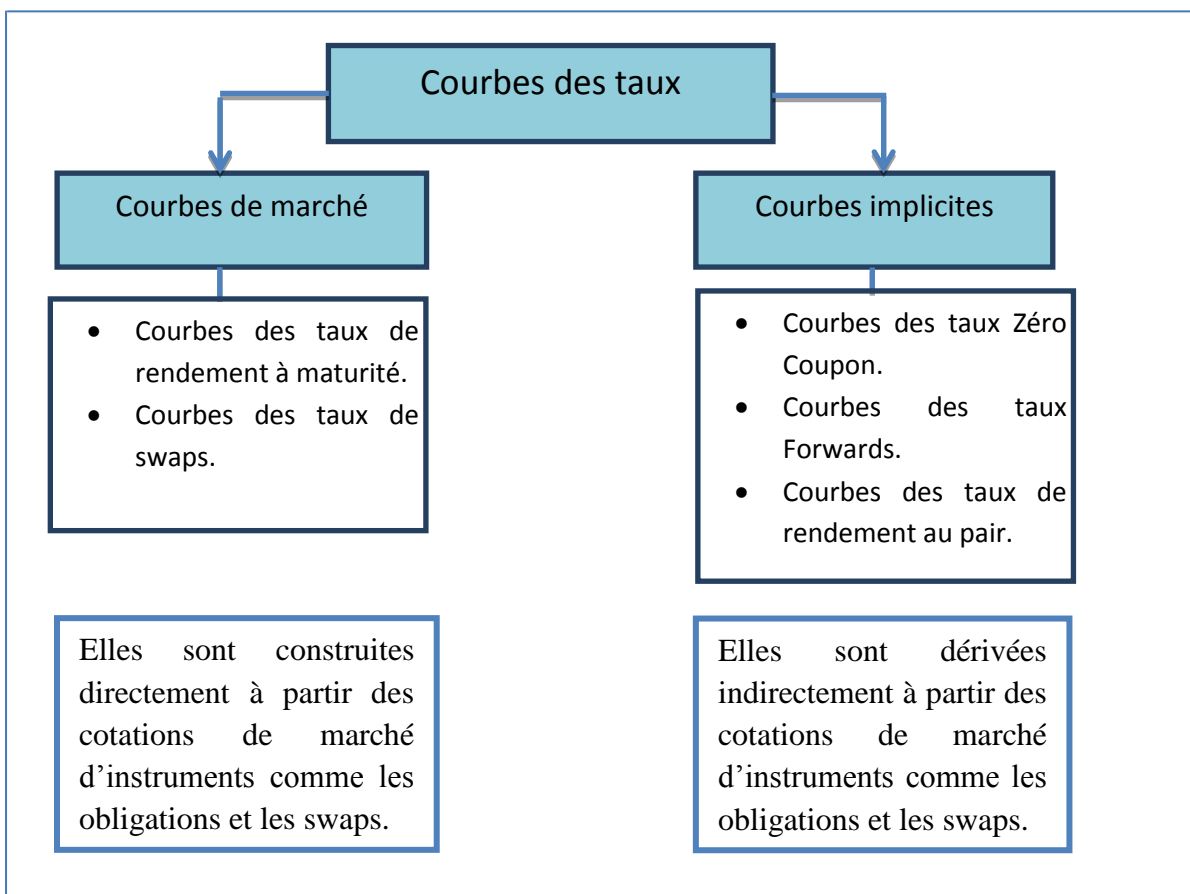 Courbes des taux
Courbes de marché
Courbes implicites
• Courbes des taux de
rendement à maturité.
• Courbes des taux de
swaps.
• Courbes des taux Zéro
Coupon.
• Courbes des taux
Forwards.
• Courbes des taux de
rendement au pair.
Elles sont construites
directement à partir des
cotations de marché
d’instruments comme les
obligations et les swaps.
Elles sont dérivées
indirectement à partir des
cotations de marché
d’instruments comme les
obligations et les swaps.